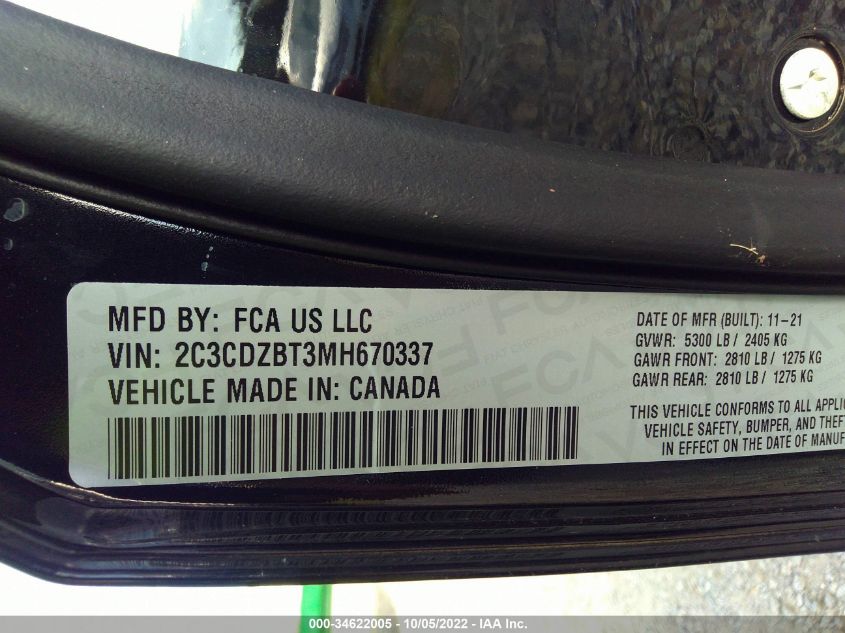 MFD BY: FCA US LLC
VIN: 2C3CDZBT3MH670337
VEHICLE MADE IN: CANADA
DATE OF MFR (BUILT): 11-21
GVWR: 5300 LB / 2405 KG
GAWR FRONT: 2810 LB / 1275 KG
GAWR REAR: 2810 LB / 1275 KG
THIS VEHICLE CONFORMS TO ALL APPLIC
VEHICLE SAFETY, BUMPER, AND THEFT
IN EFFECT ON THE DATE OF MANUF
000-34622005 - 10/05/2022 - IAA Inc.